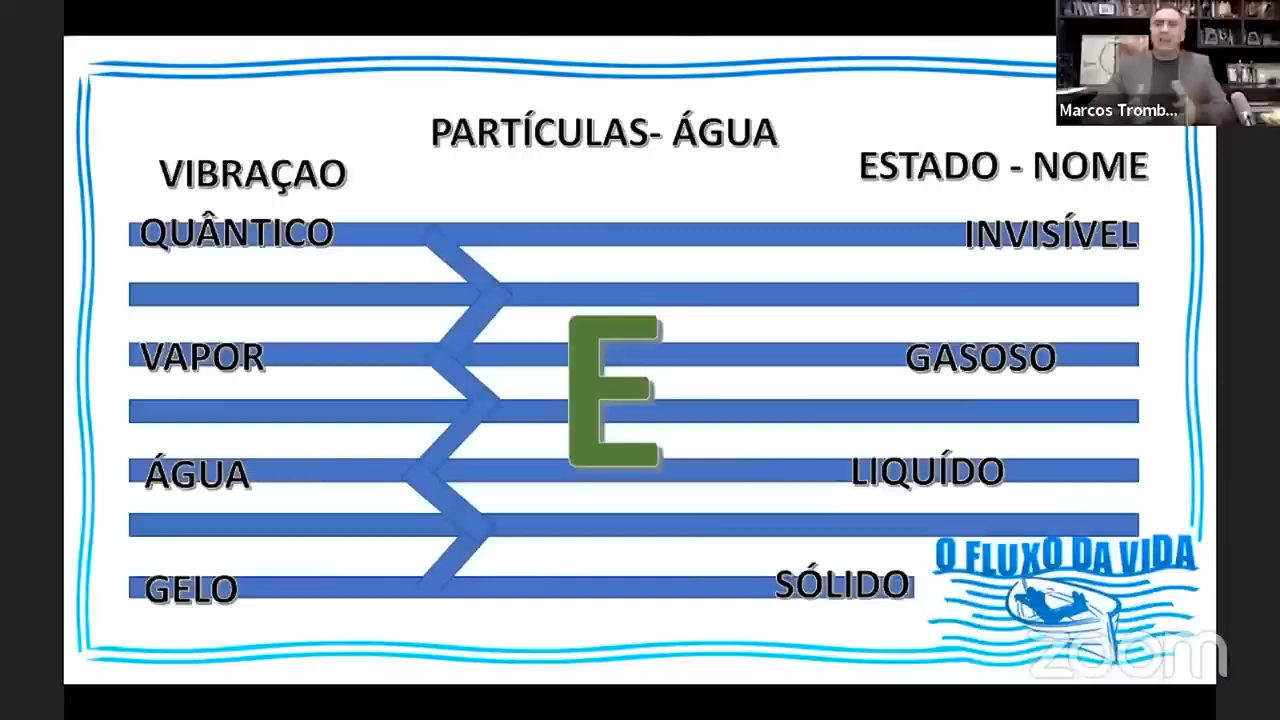 Marcos Tromb...
PARTÍCULAS- ÁGUA
VIBRAÇAO
ESTADO - NOME
QUÂNTICO
INVISÍVEL
VAPOR
GASOSO
E
ÁGUA
LIQUÍDO
GELO
SÓLIDO
O FLUXO DA VIDA
zoom